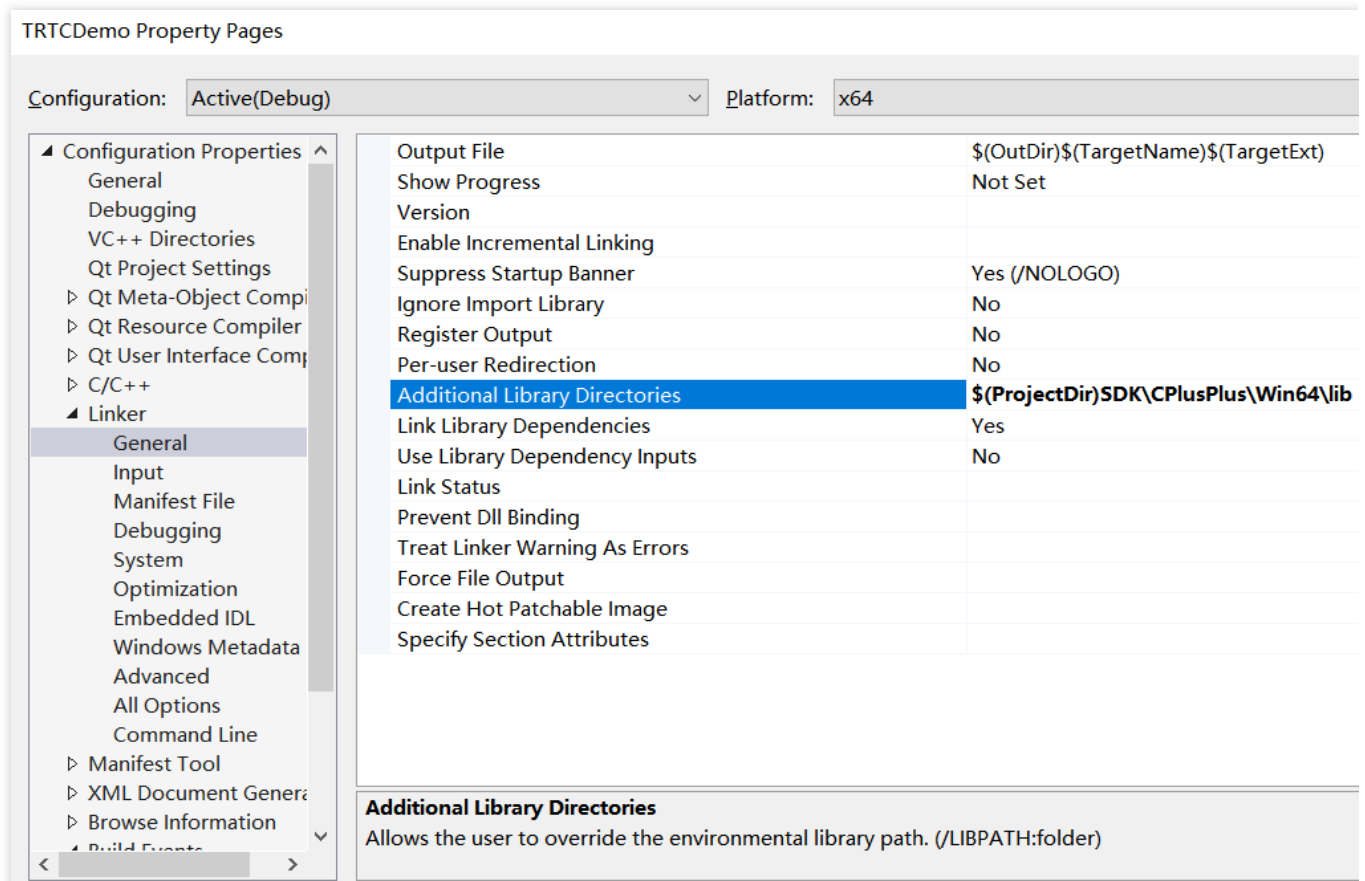 TRTCDemo Property Pages
Configuration: Active(Debug) Platform: x64
Configuration Properties
General
Debugging
VC++ Directories
Qt Project Settings
Qt Meta-Object Compi
Qt Resource Compiler
Qt User Interface Comp
C/C++
Linker
General
Input
Manifest File
Debugging
System
Optimization
Embedded IDL
Windows Metadata
Advanced
All Options
Command Line
Manifest Tool
XML Document Genera
Browse Information
Build Events
Output File $(OutDir)$(TargetName)$(TargetExt)
Show Progress Not Set
Version
Enable Incremental Linking
Suppress Startup Banner Yes (/NOLOGO)
Ignore Import Library No
Register Output No
Per-user Redirection No
Additional Library Directories $(ProjectDir)SDK\CPlusPlus\Win64\lib
Link Library Dependencies Yes
Use Library Dependency Inputs No
Link Status
Prevent Dll Binding
Treat Linker Warning As Errors
Force File Output
Create Hot Patchable Image
Specify Section Attributes
Additional Library Directories
Allows the user to override the environmental library path. (/LIBPATH:folder)